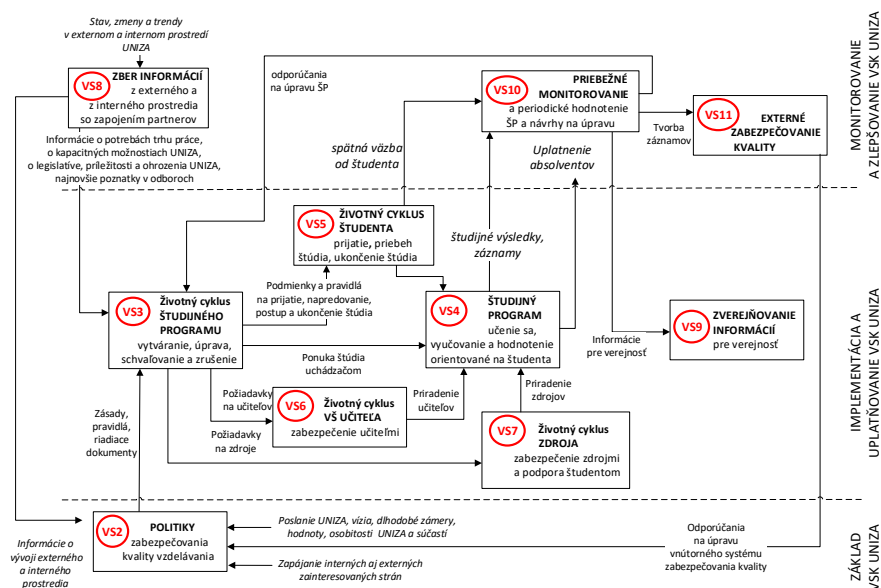 Stav, zmeny a trendy
v externom a internom prostredí
UNIZA
VS8
ZBER INFORMÁCIÍ
z externého a
z interného prostredia
so zapojením partnerov
Informácie o potrebách trhu práce,
o kapacitných možnostiach UNIZA,
o legislatíve, príležitosti a ohrozenia UNIZA,
najnovšie poznatky v odboroch
odporúčania
na úpravu ŠP
spätná väzba
od študenta
VS10
PRIEBEŽNÉ
MONITOROVANIE
a periodické hodnotenie
ŠP a návrhy na úpravu
Uplatnenie
absolventov
Tvorba
záznamov
VS11
EXTERNÉ
ZABEZPEČOVANIE
KVALITY
MONITOROVANIE
A ZLEPŠOVANIE VSK UNIZA
VS5
ŽIVOTNÝ CYKLUS
ŠTUDENTA
prijatie, priebeh
štúdia, ukončenie štúdia
študijné výsledky,
záznamy
VS3
Životný cyklus
ŠTUDIJNÉHO
PROGRAMU
vytváranie, úprava,
schvaľovanie a zrušenie
Podmienky a pravidlá
na prijatie, napredovanie,
postup a ukončenie štúdia
VS4
ŠTUDIJNÝ
PROGRAM
učenie sa,
vyučovanie a hodnotenie
orientované na študenta
Informácie
pre verejnosť
VS9
ZVEREJŇOVANIE
INFORMÁCIÍ
pre verejnosť
Ponuka štúdia
uchádzačom
Požiadavky
na učiteľov
VS6
Životný cyklus
VŠ UČITEĽA
zabezpečenie učiteľmi
Priradenie
učiteľov
Priradenie
zdrojov
Požiadavky
na zdroje
VS7
Životný cyklus
ZDROJA
zabezpečenie zdrojmi
a podpora študentom
Zásady,
pravidlá,
riadiace
dokumenty
IMPLEMENTÁCIA A
UPLATŇOVANIE VSK UNIZA
VS2
POLITIKY
zabezpečovania
kvality vzdelávania
Informácie o
vývoji externého
a interného
prostredia
Poslanie UNIZA, vízia, dlhodobé zámery,
hodnoty, osobitosti UNIZA a súčastí
Zapájanie interných aj externých
zainteresovaných strán
Odporúčania
na úpravu
vnútorného systému
zabezpečovania kvality
ZÁKLAD
VSK UNIZA